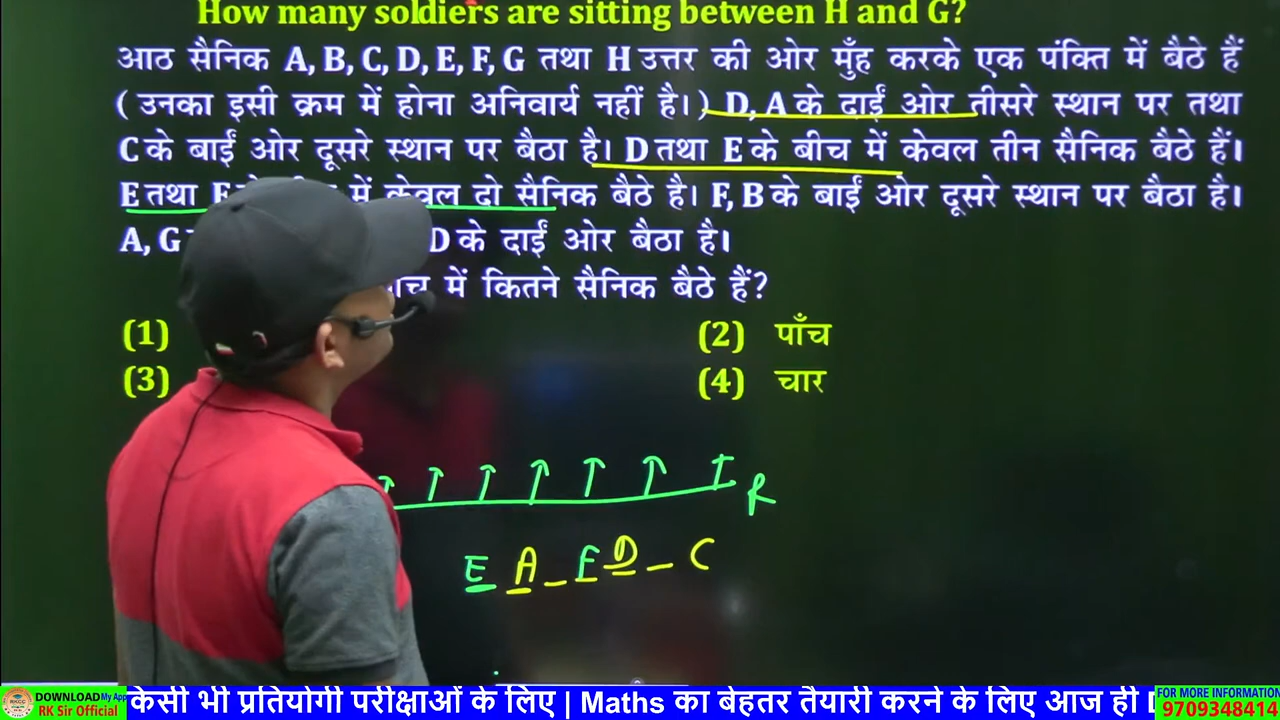 How many soldiers are sitting between H and G?
आठ सैनिक A, B, C, D, E, F, G तथा H उत्तर की ओर मुँह करके एक पंक्ति में बैठे हैं
( उनका इसी क्रम में होना अनिवार्य नहीं है।) D, A के दाईं ओर तीसरे स्थान पर तथा
C के बाईं ओर दूसरे स्थान पर बैठा है। D तथा E के बीच में केवल तीन सैनिक बैठे हैं।
E तथा में केवल दो सैनिक बैठे है। F, B के बाईं ओर दूसरे स्थान पर बैठा है।
A, G D के दाईं ओर बैठा है।
में कितने सैनिक बैठे हैं?
(1) (2) पाँच
(3) (4) चार
R
E A _ F D _ C
DOWNLOAD My App
RK Sir Official
केसी भी प्रतियोगी परीक्षाओं के लिए | Maths का बेहतर तैयारी करने के लिए आज ही
FOR MORE INFORMATION
9709348414